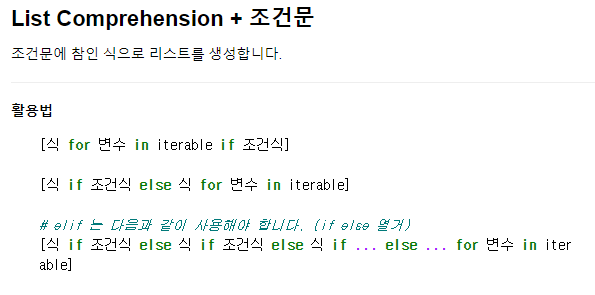 List Comprehension + 조건문
조건문에 참인 식으로 리스트를 생성합니다.
활용법
[식 for 변수 in iterable if 조건식]
[식 if 조건식 else 식 for 변수 in iterable]
# elif 는 다음과 같이 사용해야 합니다. (if else 열거)
[식 if 조건식 else 식 if 조건식 else 식 if ... else ... for 변수 in iter
able]